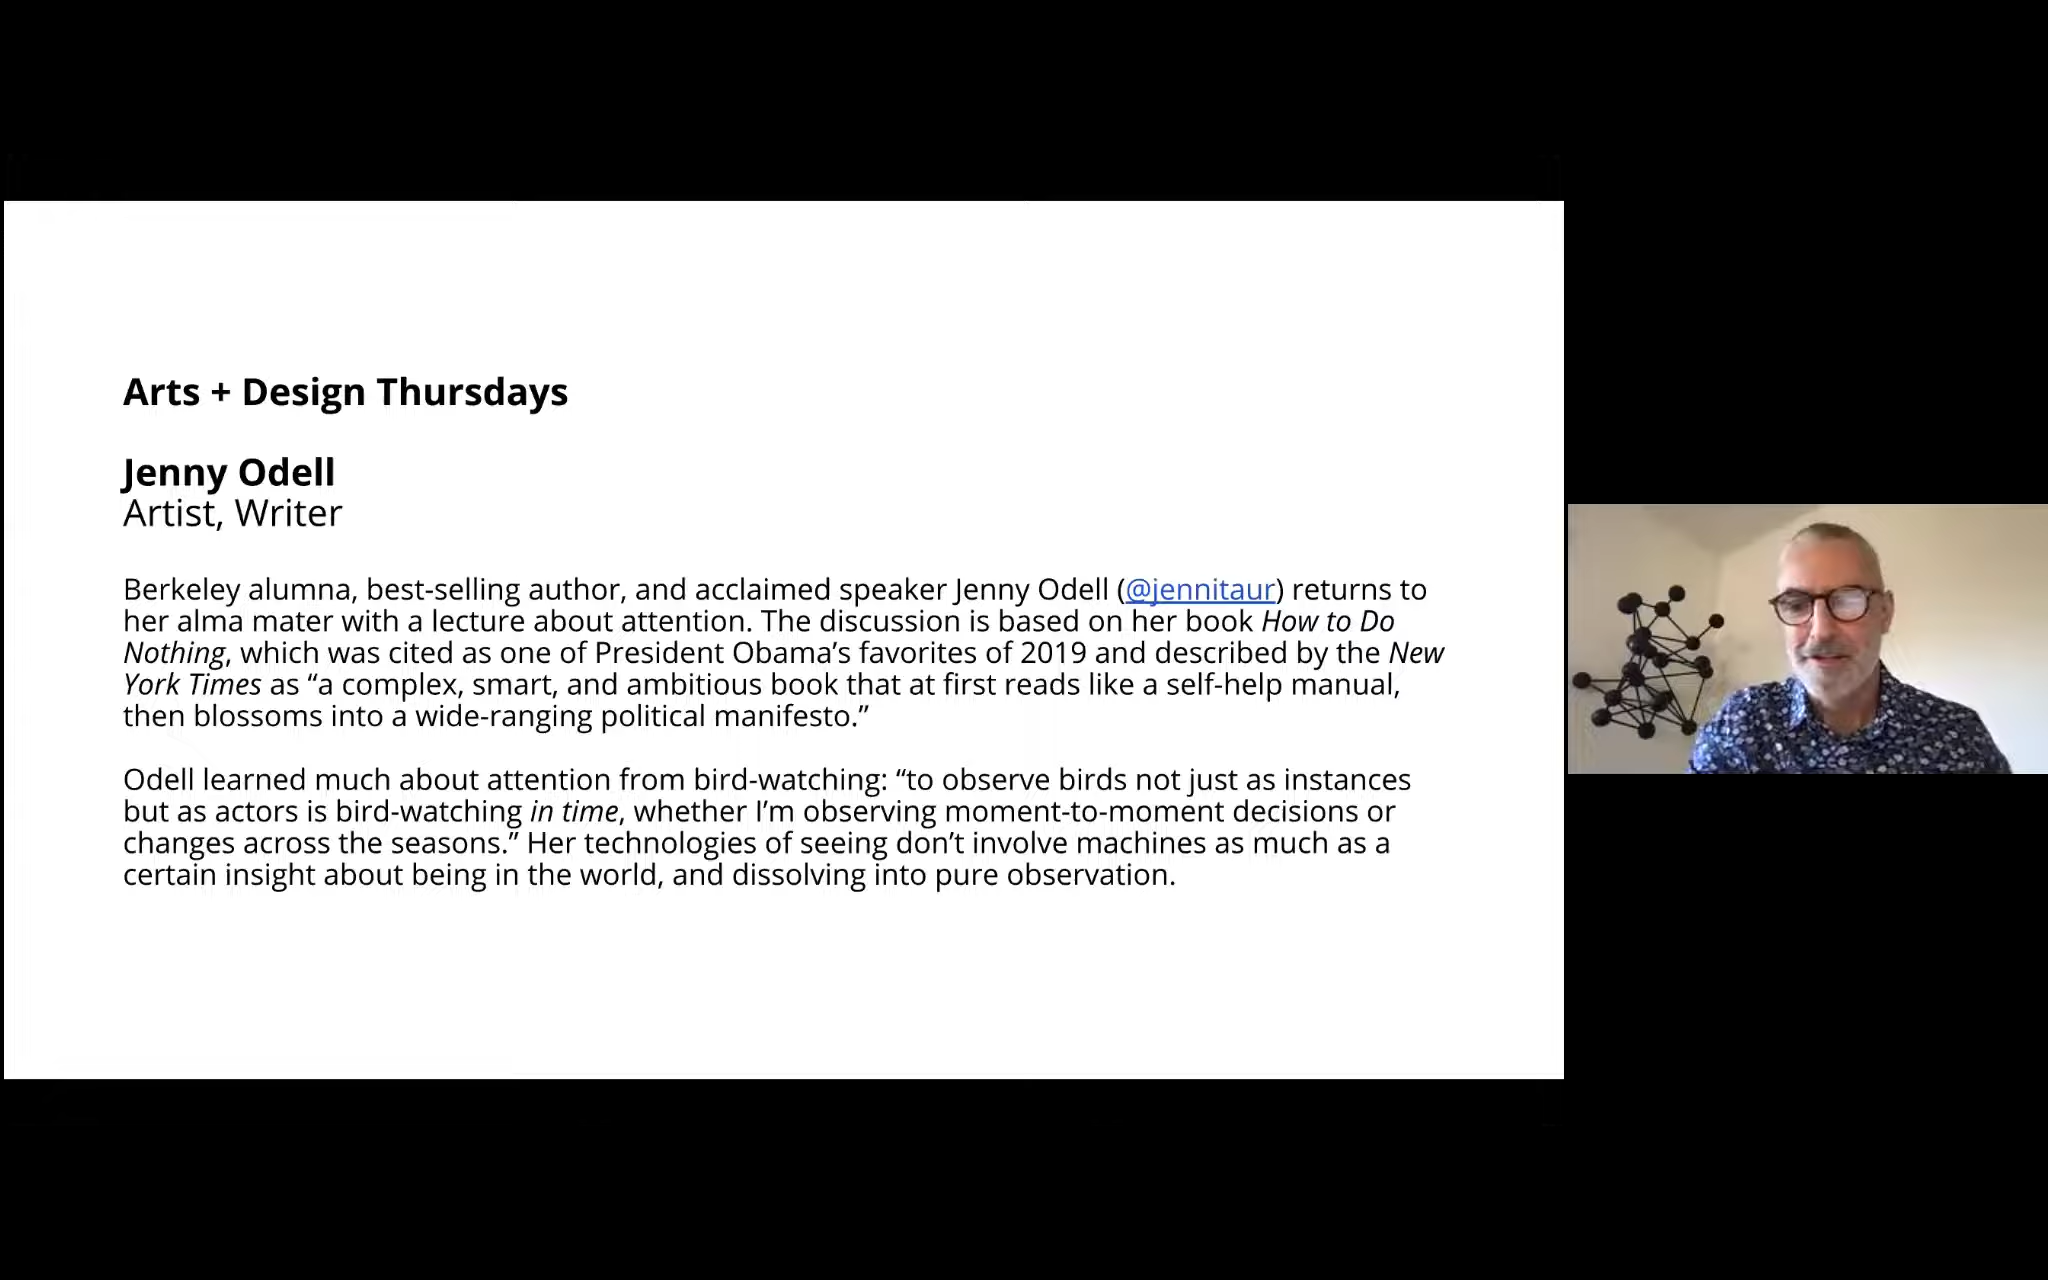 Arts + Design Thursdays
Jenny Odell
Artist, Writer
Berkeley alumna, best-selling author, and acclaimed speaker Jenny Odell (@jennitaur) returns to
her alma mater with a lecture about attention. The discussion is based on her book How to Do
Nothing, which was cited as one of President Obama’s favorites of 2019 and described by the New
York Times as “a complex, smart, and ambitious book that at first reads like a self-help manual,
then blossoms into a wide-ranging political manifesto.”
Odell learned much about attention from bird-watching: “to observe birds not just as instances
but as actors is bird-watching in time, whether I’m observing moment-to-moment decisions or
changes across the seasons.” Her technologies of seeing don’t involve machines as much as a
certain insight about being in the world, and dissolving into pure observation.